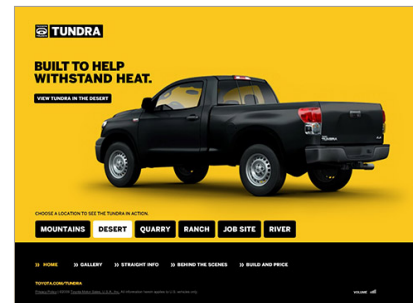 TUNDRA
BUILT TO HELP
WITHSTAND HEAT.
VIEW TUNDRA IN THE DESERT
CHOOSE A LOCATION TO SEE THE TUNDRA IN ACTION.
MOUNTAINS DESERT QUARRY RANCH JOB SITE RIVER
» HOME » GALLERY » STRAIGHT INFO » BEHIND THE SCENES » BUILD AND PRICE
TOYOTA.COM/TUNDRA
VOLUME